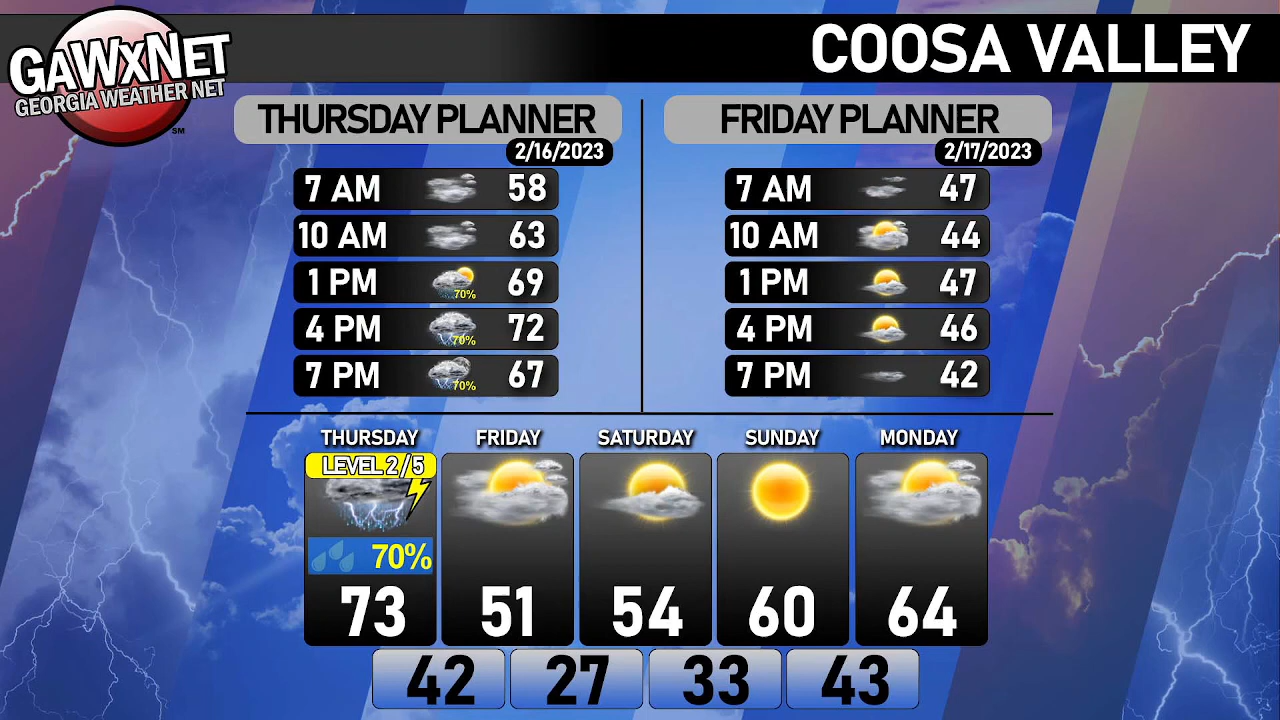 GAWxNET
GEORGIA WEATHER NET
SM
COOSA VALLEY
THURSDAY PLANNER
2/16/2023
7 AM 58
10 AM 63
1 PM 70% 69
4 PM 70% 72
7 PM 70% 67
FRIDAY PLANNER
2/17/2023
7 AM 47
10 AM 44
1 PM 47
4 PM 46
7 PM 42
THURSDAY FRIDAY SATURDAY SUNDAY MONDAY
LEVEL 2/5
70%
73 51 54 60 64
42 27 33 43